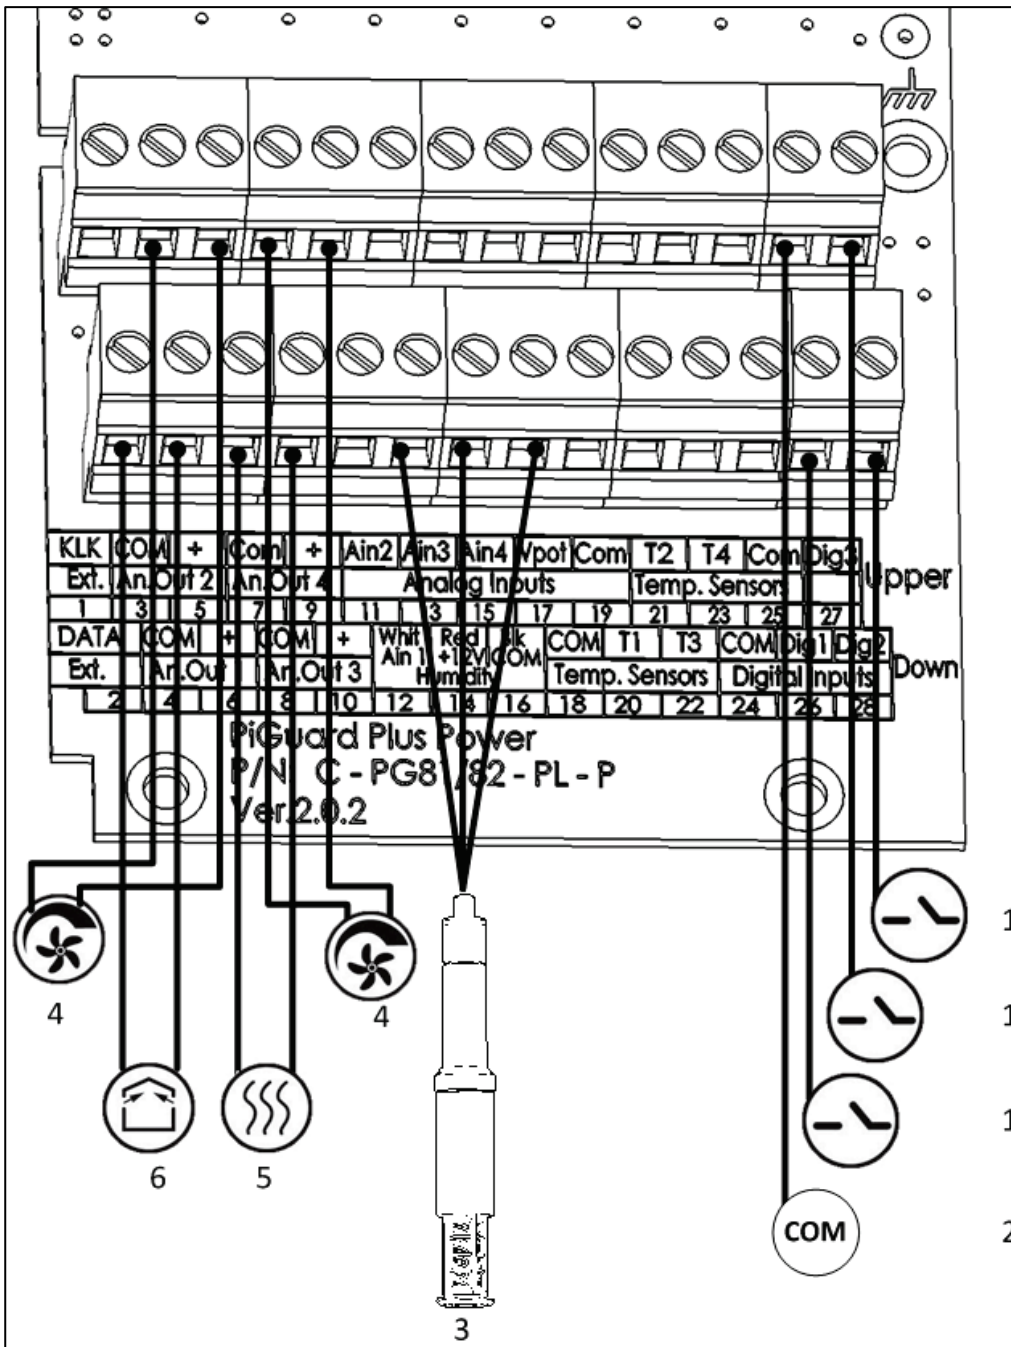 KLK COM + Com + Ain2 Ain3 Ain4 Vpot Com T2 T4 Com Dig3
Ext. An.Out 2 An.Out 4 Analog Inputs Temp. Sensors Upper
1 3 5 7 9 11 13 15 17 19 21 23 25 27
DATA COM + COM + Whit Red Blk COM T1 T3 COM Dig1 Dig2
Ain 1 +12V COM
Ext. An.Out An.Out 3 Humidity Temp. Sensors Digital Inputs Down
2 4 6 8 10 12 14 16 18 20 22 24 26 28
PiGuard Plus Power
P/N C - PG81/82 - PL - P
Ver.2.0.2
1
4
4
1
1
6
5
COM
2
3